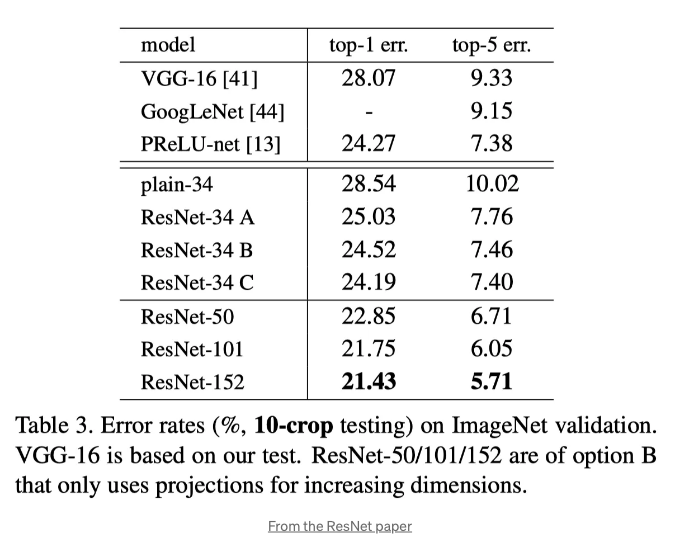 model top-1 err. top-5 err.
VGG-16 [41] 28.07 9.33
GoogLeNet [44] - 9.15
PReLU-net [13] 24.27 7.38
plain-34 28.54 10.02
ResNet-34 A 25.03 7.76
ResNet-34 B 24.52 7.46
ResNet-34 C 24.19 7.40
ResNet-50 22.85 6.71
ResNet-101 21.75 6.05
ResNet-152 21.43 5.71
Table 3. Error rates (%, 10-crop testing) on ImageNet validation.
VGG-16 is based on our test. ResNet-50/101/152 are of option B
that only uses projections for increasing dimensions.
From the ResNet paper